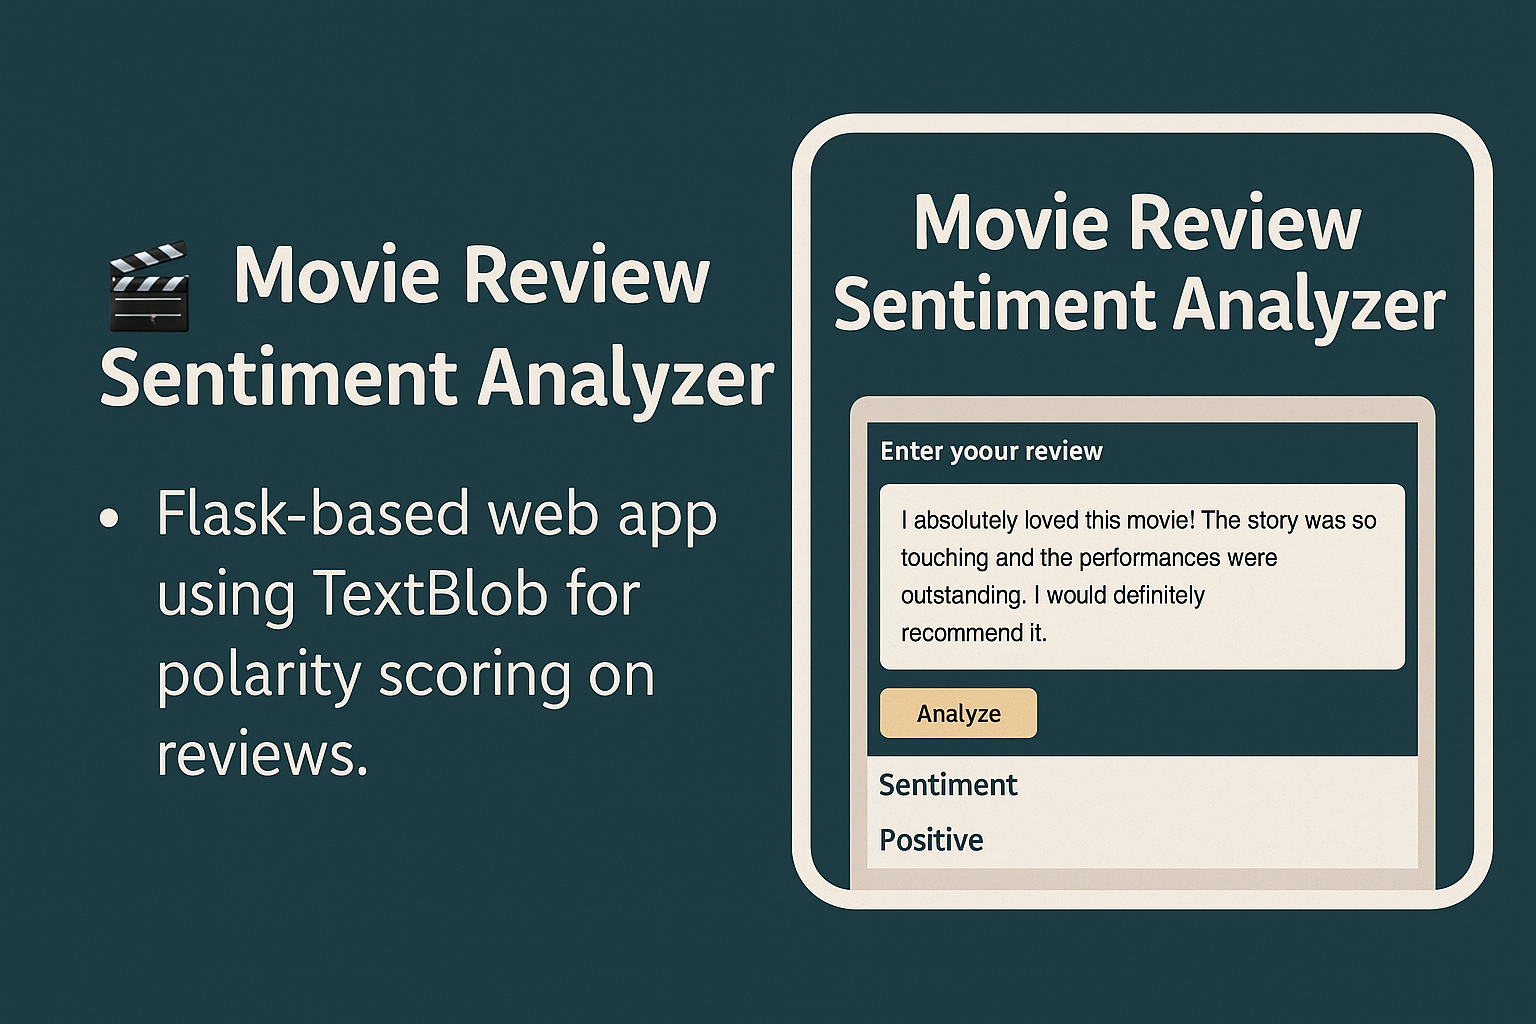 🎬 Movie Review
Sentiment Analyzer
• Flask-based web app
using TextBlob for
polarity scoring on
reviews.
Movie Review
Sentiment Analyzer
Enter yoour review
I absolutely loved this movie! The story was so
touching and the performances were
outstanding. I would definitely
recommend it.
Analyze
Sentiment
Positive